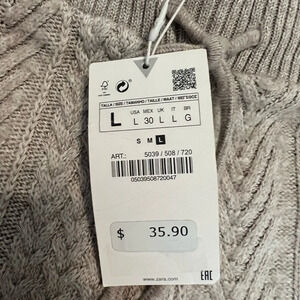 FSC
TALLA / SIZE / TAMANHO / TAILLE / MAAT /
L
USA MEX UK IT BR
L 30 L L G
S M L
ART.: 5039 / 508 / 720
05039508720047
$ 35.90
www.zara.com
EAC